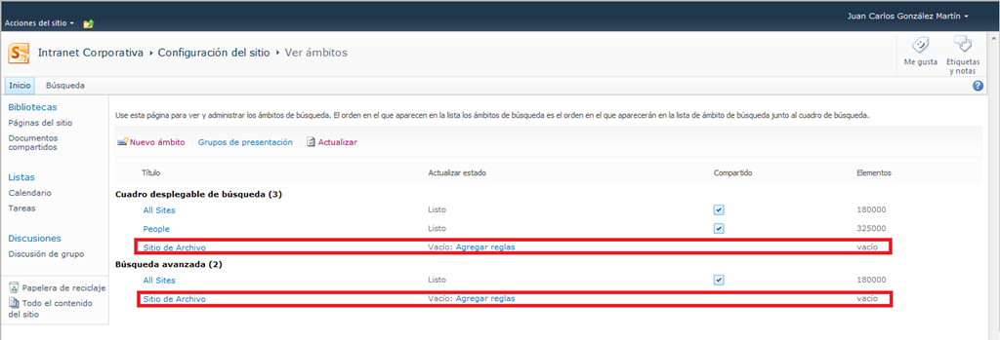 Juan Carlos González Martín
Acciones del sitio
Intranet Corporativa Configuración del sitio Ver ámbitos
Me gusta
Etiquetas
y notas
Inicio Búsqueda
Bibliotecas
Páginas del sitio
Documentos
compartidos
Listas
Calendario
Tareas
Discusiones
Discusión de grupo
Papelera de reciclaje
Todo el contenido
del sitio
Use esta página para ver y administrar los ámbitos de búsqueda. El orden en el que aparecen en la lista los ámbitos de búsqueda es el orden en el que aparecerán en la lista de ámbito de búsqueda junto al cuadro de búsqueda.
Nuevo ámbito Grupos de presentación Actualizar
Título Actualizar estado Compartido Elementos
Cuadro desplegable de búsqueda (3)
All Sites Listo 180000
People Listo 325000
Sitio de Archivo Vacío: Agregar reglas vacío
Búsqueda avanzada (2)
All Sites Listo 180000
Sitio de Archivo Vacío: Agregar reglas vacío